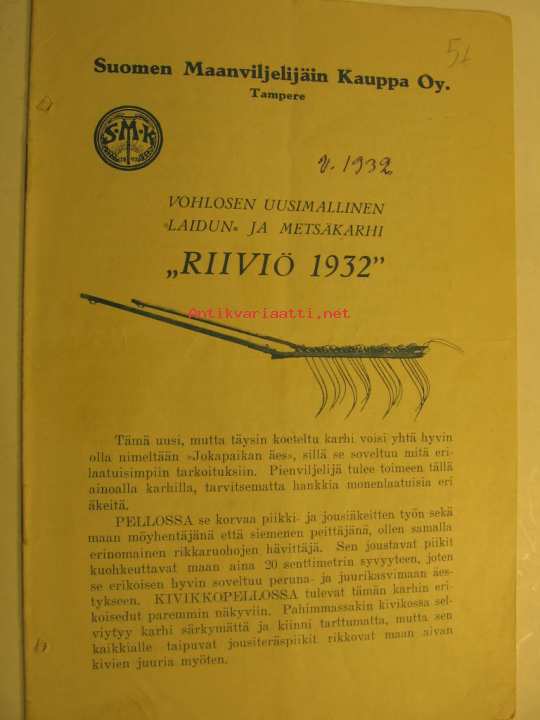 51
Suomen Maanviljelijäin Kauppa Oy.
Tampere
S·M·K
v. 1932
VOHLOSEN UUSIMALLINEN
»LAIDUN» JA METSÄKARHI
„RIIVIÖ 1932”
Antikvariaatti.net
Tämä uusi, mutta täysin koeteltu karhi voisi yhtä hyvin
olla nimeltään »Jokapaikan äes», sillä se soveltuu mitä eri-
laatuisimpiin tarkoituksiin. Pienviljelijä tulee toimeen tällä
ainoalla karhilla, tarvitsematta hankkia monenlaatuisia eri
äkeitä.
PELLOSSA se korvaa piikki- ja jousiäkeitten työn sekä
maan möyhentäjänä että siemenen peittäjänä, ollen samalla
erinomainen rikkaruohojen hävittäjä. Sen joustavat piikit
kuohkeuttavat maan aina 20 senttimetrin syvyyteen, joten
se erikoisen hyvin soveltuu peruna- ja juurikasvimaan äes-
tykseen. KIVIKKOPELLOSSA tulevat tämän karhin eri-
koisedut paremmin näkyviin. Pahimmassakin kivikossa sel-
viytyy karhi särkymättä ja kiinni tarttumatta, mutta sen
kaikkialle taipuvat jousiteräspiikit rikkovat maan aivan
kivien juuria myöten.